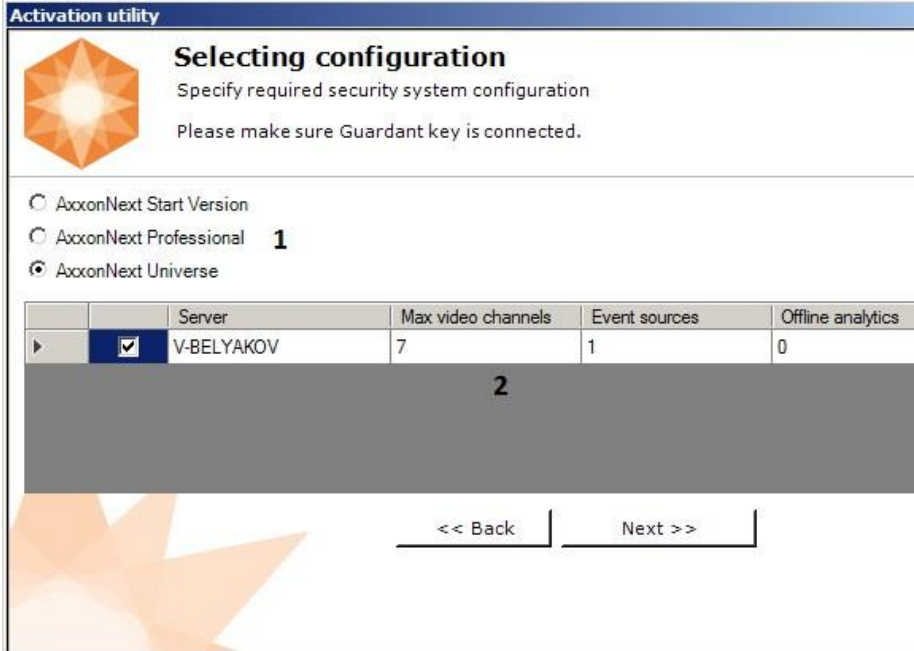 Activation utility
Selecting configuration
Specify required security system configuration
Please make sure Guardant key is connected.
AxxonNext Start Version
AxxonNext Professional 1
AxxonNext Universe
Server Max video channels Event sources Offline analytics
V-BELYAKOV 7 1 0
2
<< Back Next >>